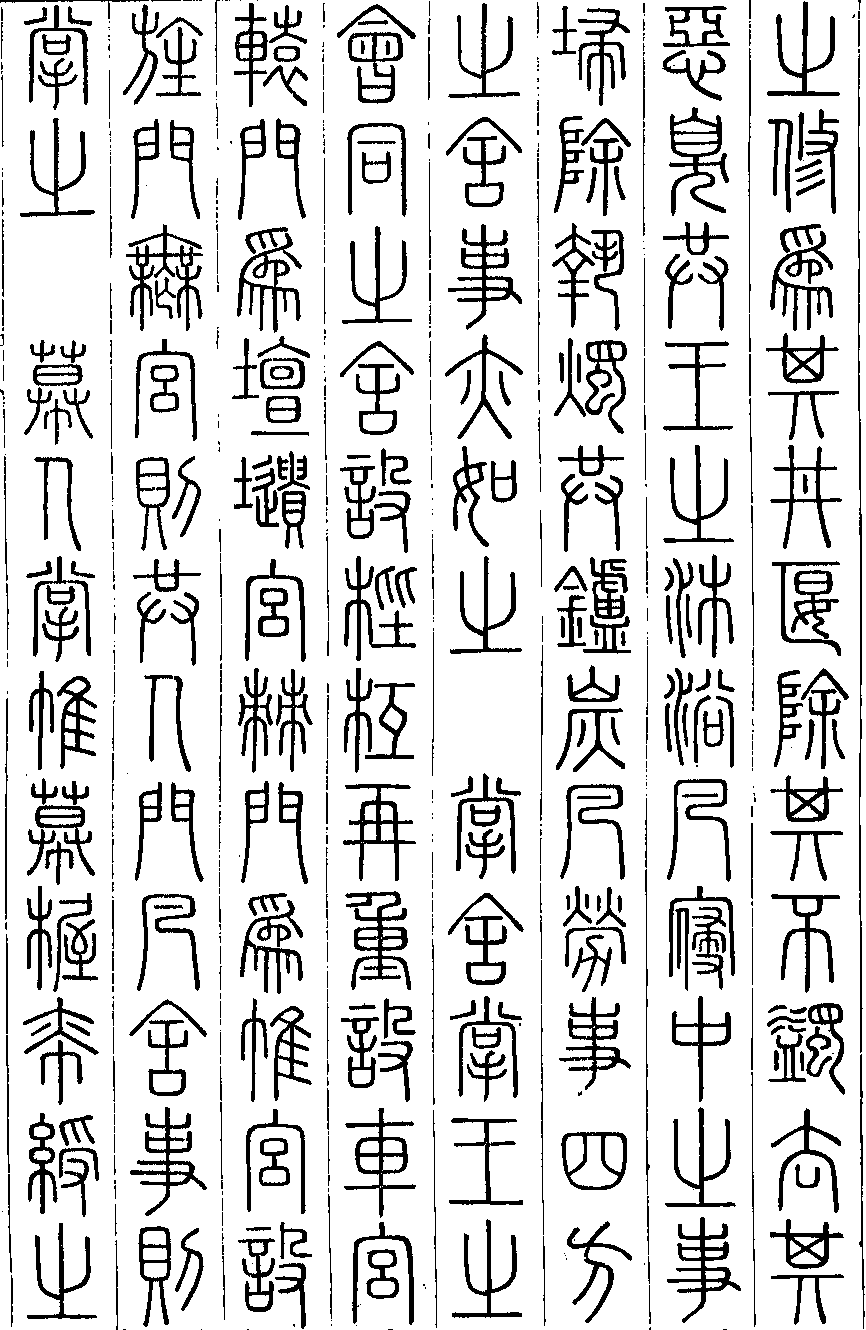 之修爲其井匽除其不蠲去其
惡臭共王之沐浴凡寢中之事
埽除執燭共鑪炭凡勞事四方
之舍事亦如之　掌舍掌王之
會同之舍設梐枑再重設車宮
轅門爲壇壝宮棘門爲帷宮設
旌門無宮則共人門凡舍事則
掌之　幕人掌帷幕幄帟綬之